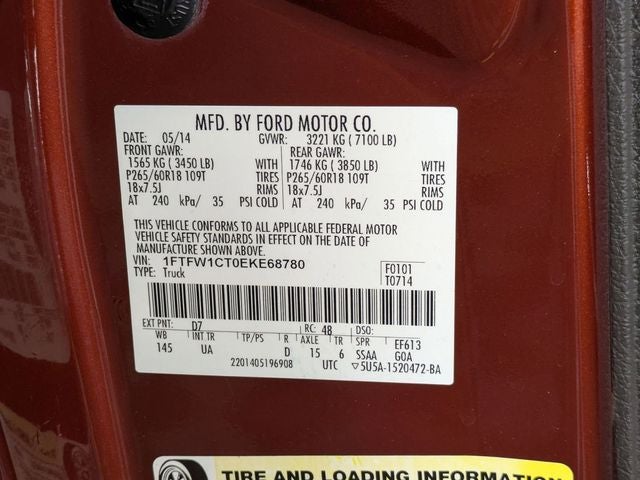 MFD. BY FORD MOTOR CO.
DATE: 05/14 GVWR: 3221 KG ( 7100 LB)
FRONT GAWR: REAR GAWR:
1565 KG ( 3450 LB) WITH 1746 KG ( 3850 LB) WITH
P265/60R18 109T TIRES P265/60R18 109T TIRES
18x7.5J RIMS 18x7.5J RIMS
AT 240 kPa/ 35 PSI COLD AT 240 kPa/ 35 PSI COLD
THIS VEHICLE CONFORMS TO ALL APPLICABLE FEDERAL MOTOR
VEHICLE SAFETY STANDARDS IN EFFECT ON THE DATE OF
MANUFACTURE SHOWN ABOVE.
VIN: 1FTFW1CT0EKE68780 F0101
TYPE: Truck T0714
EXT PNT: D7 RC: 48 DSO:
WB INT TR TP/PS R AXLE TR SPR EF613
145 UA D 15 6 SSAA G0A
2201405196908 UTC ▽5U5A-1520472-BA
TIRE AND LOADING INFORMATION